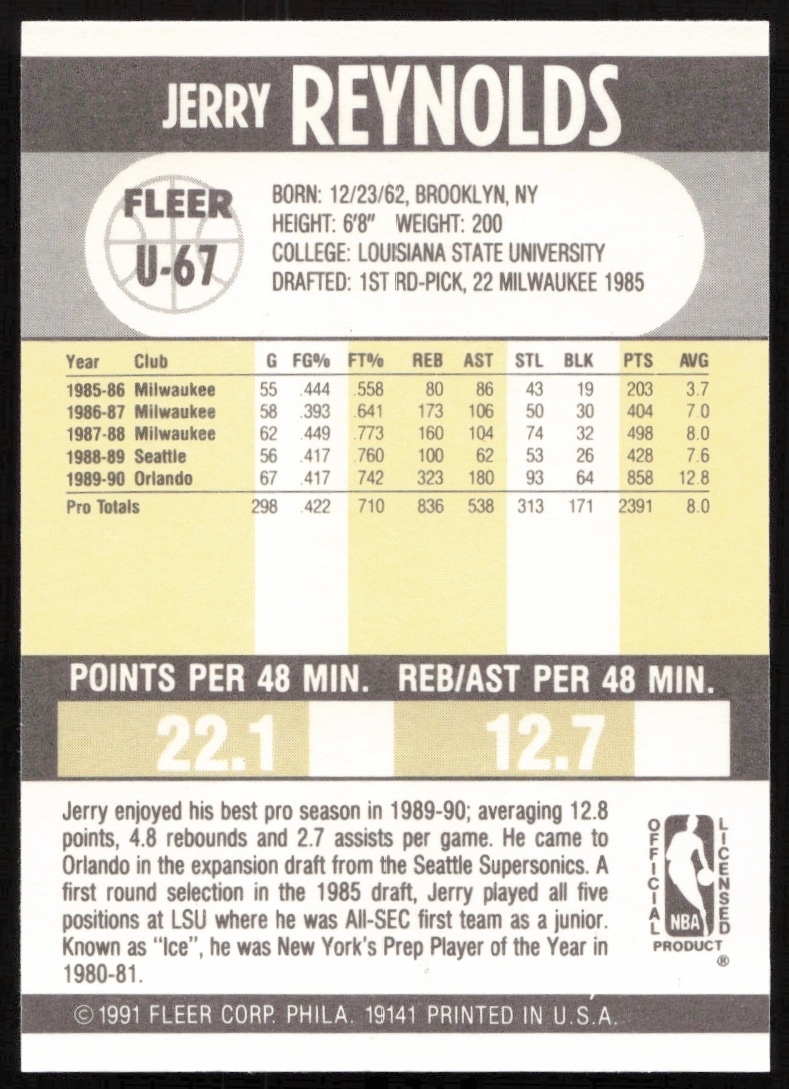 JERRY REYNOLDS
FLEER
U-67
BORN: 12/23/62, BROOKLYN, NY
HEIGHT: 6'8" WEIGHT: 200
COLLEGE: LOUISIANA STATE UNIVERSITY
DRAFTED: 1ST RD-PICK, 22 MILWAUKEE 1985
Year Club G FG% FT% REB AST STL BLK PTS AVG
1985-86 Milwaukee 55 .444 .558 80 86 43 19 203 3.7
1986-87 Milwaukee 58 .393 .641 173 106 50 30 404 7.0
1987-88 Milwaukee 62 .449 .773 160 104 74 32 498 8.0
1988-89 Seattle 56 .417 .760 100 62 53 26 428 7.6
1989-90 Orlando 67 .417 .742 323 180 93 64 858 12.8
Pro Totals 298 .422 .710 836 538 313 171 2391 8.0
POINTS PER 48 MIN. REB/AST PER 48 MIN.
22.1 12.7
Jerry enjoyed his best pro season in 1989-90; averaging 12.8
points, 4.8 rebounds and 2.7 assists per game. He came to
Orlando in the expansion draft from the Seattle Supersonics. A
first round selection in the 1985 draft, Jerry played all five
positions at LSU where he was All-SEC first team as a junior.
Known as "Ice", he was New York's Prep Player of the Year in
1980-81.
OFFICIAL LICENSED
NBA
PRODUCT
®
© 1991 FLEER CORP. PHILA. 19141 PRINTED IN U.S.A.